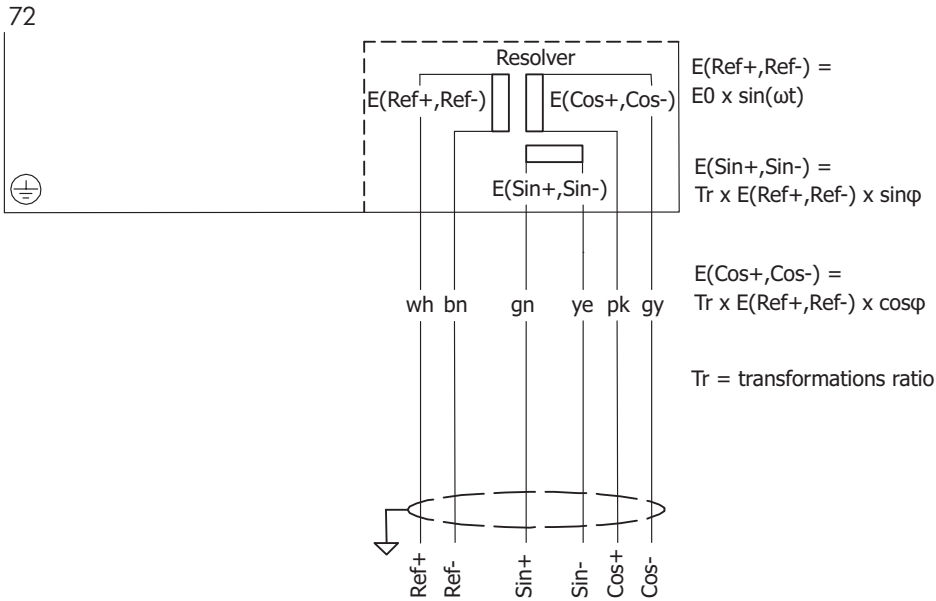 72
Resolver
E(Ref+,Ref-)
E(Cos+,Cos-)
E(Sin+,Sin-)
E(Ref+,Ref-) =
E0 x sin(ωt)
E(Sin+,Sin-) =
Tr x E(Ref+,Ref-) x sinφ
E(Cos+,Cos-) =
Tr x E(Ref+,Ref-) x cosφ
Tr = transformations ratio
wh bn gn ye pk gy
Ref+
Ref-
Sin+
Sin-
Cos+
Cos-